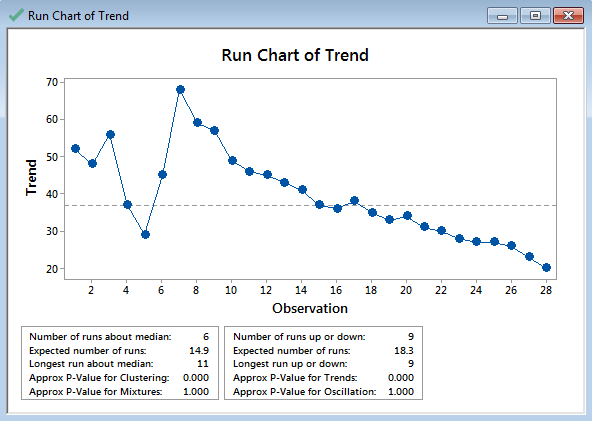 Run Chart of Trend
Run Chart of Trend
70
60
50
40
30
20
Trend
2 4 6 8 10 12 14 16 18 20 22 24 26 28
Observation
Number of runs about median: 6
Expected number of runs: 14.9
Longest run about median: 11
Approx P-Value for Clustering: 0.000
Approx P-Value for Mixtures: 1.000
Number of runs up or down: 9
Expected number of runs: 18.3
Longest run up or down: 9
Approx P-Value for Trends: 0.000
Approx P-Value for Oscillation: 1.000